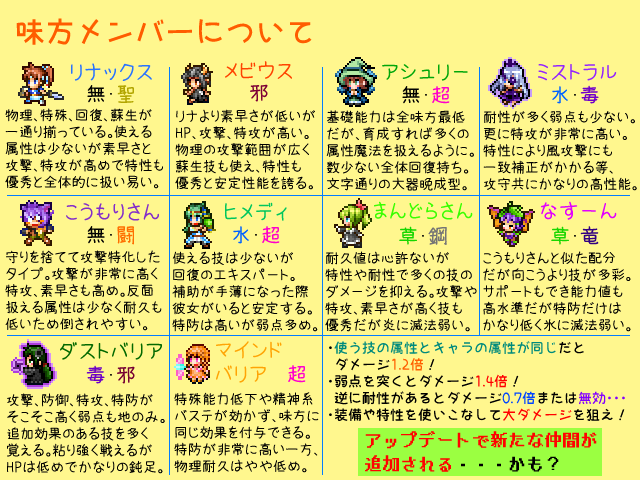 味方メンバーについて
リナックス
無・聖
物理、特殊、回復、蘇生が
一通り揃っている。使える
属性は少ないが素早さと
攻撃、特攻が高めで特性も
優秀と全体的に扱い易い。
メビウス
邪
リナより素早さが低いが
HP、攻撃、特攻が高い。
物理の攻撃範囲が広く
蘇生技も使え、特性も
優秀と安定性能を誇る。
アシュリー
無・超
基礎能力は全味方最低
だが、育成すれば多くの
属性魔法を扱えるように。
数少ない全体回復持ち。
文字通りの大器晩成型。
ミストラル
水・毒
耐性が多く弱点も少ない。
更に特攻が非常に高い。
特性により風攻撃にも
一致補正がかかる等、
攻守共にかなりの高性能。
こうもりさん
無・闘
守りを捨てて攻撃特化した
タイプ。攻撃が非常に高く
特攻、素早さも高め。反面
扱える属性は少なく耐久も
低いため倒されやすい。
ヒメディ
水・超
使える技は少ないが
回復のエキスパート。
補助が手薄になった際
彼女がいると安定する。
特防は高いが弱点多め。
まんどらさん
草・鋼
耐久値は心許ないが
特性や耐性で多くの技の
ダメージを抑える。攻撃や
特攻、素早さが高く技も
優秀だが炎に滅法弱い。
なすーん
草・竜
こうもりさんと似た配分
だが向こうより技が多彩。
サポートもでき能力値も
高水準だが特防だけは
かなり低く氷に滅法弱い。
ダストバリア
毒・邪
攻撃、防御、特攻、特防が
そこそこ高く弱点も地のみ。
追加効果のある技を多く
覚える。粘り強く戦えるが
HPは低めでかなりの鈍足。
マインド
バリア 超
特殊能力低下や精神系
バステが効かず、味方に
同じ効果を付与できる。
特防が非常に高い一方、
物理耐久はやや低め。
・使う技の属性とキャラの属性が同じだと
ダメージ1.2倍！
・弱点を突くとダメージ1.4倍！
逆に耐性があるとダメージ0.7倍または無効・・・
・装備や特性を使いこなして大ダメージを狙え！
アップデートで新たな仲間が
追加される・・・かも？